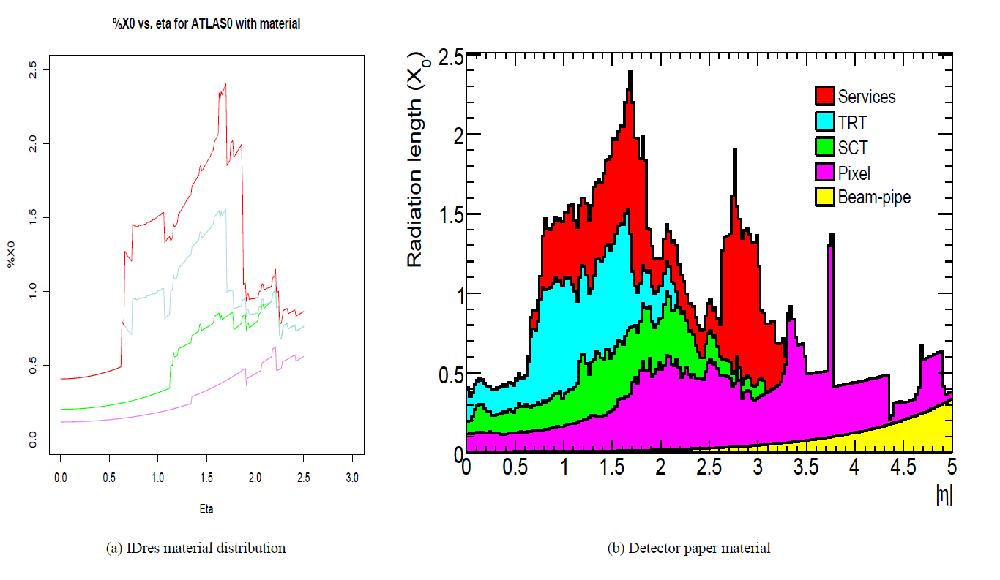 %X0 vs. eta for ATLAS0 with material
%X0
2.5
2.0
1.5
1.0
0.5
0.0
0.0 0.5 1.0 1.5 2.0 2.5 3.0
Eta
(a) IDres material distribution
Radiation length (X0)
2.5
2
1.5
1
0.5
0
Services
TRT
SCT
Pixel
Beam-pipe
0 0.5 1 1.5 2 2.5 3 3.5 4 4.5 5
|η|
(b) Detector paper material